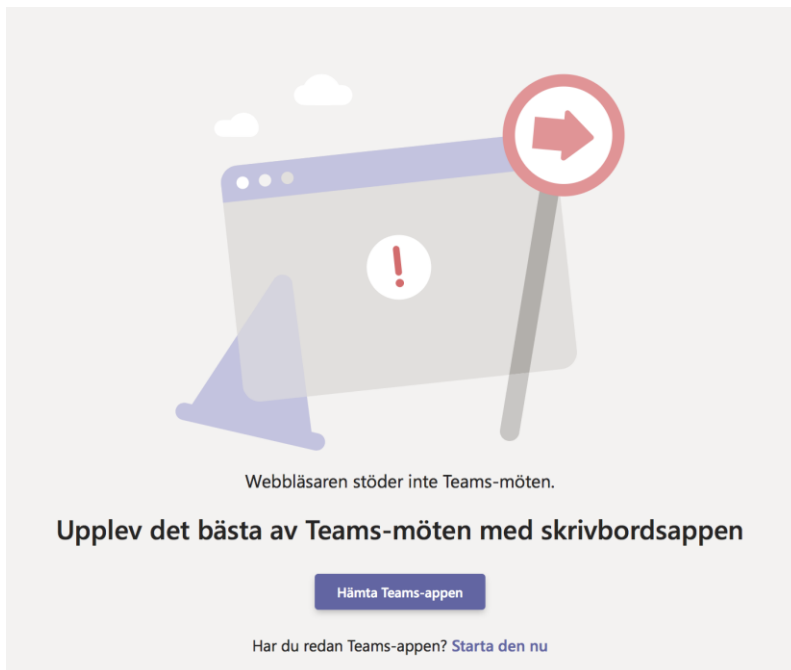 Webbläsaren stöder inte Teams-möten.
Upplev det bästa av Teams-möten med skrivbordsappen
Hämta Teams-appen
Har du redan Teams-appen? Starta den nu